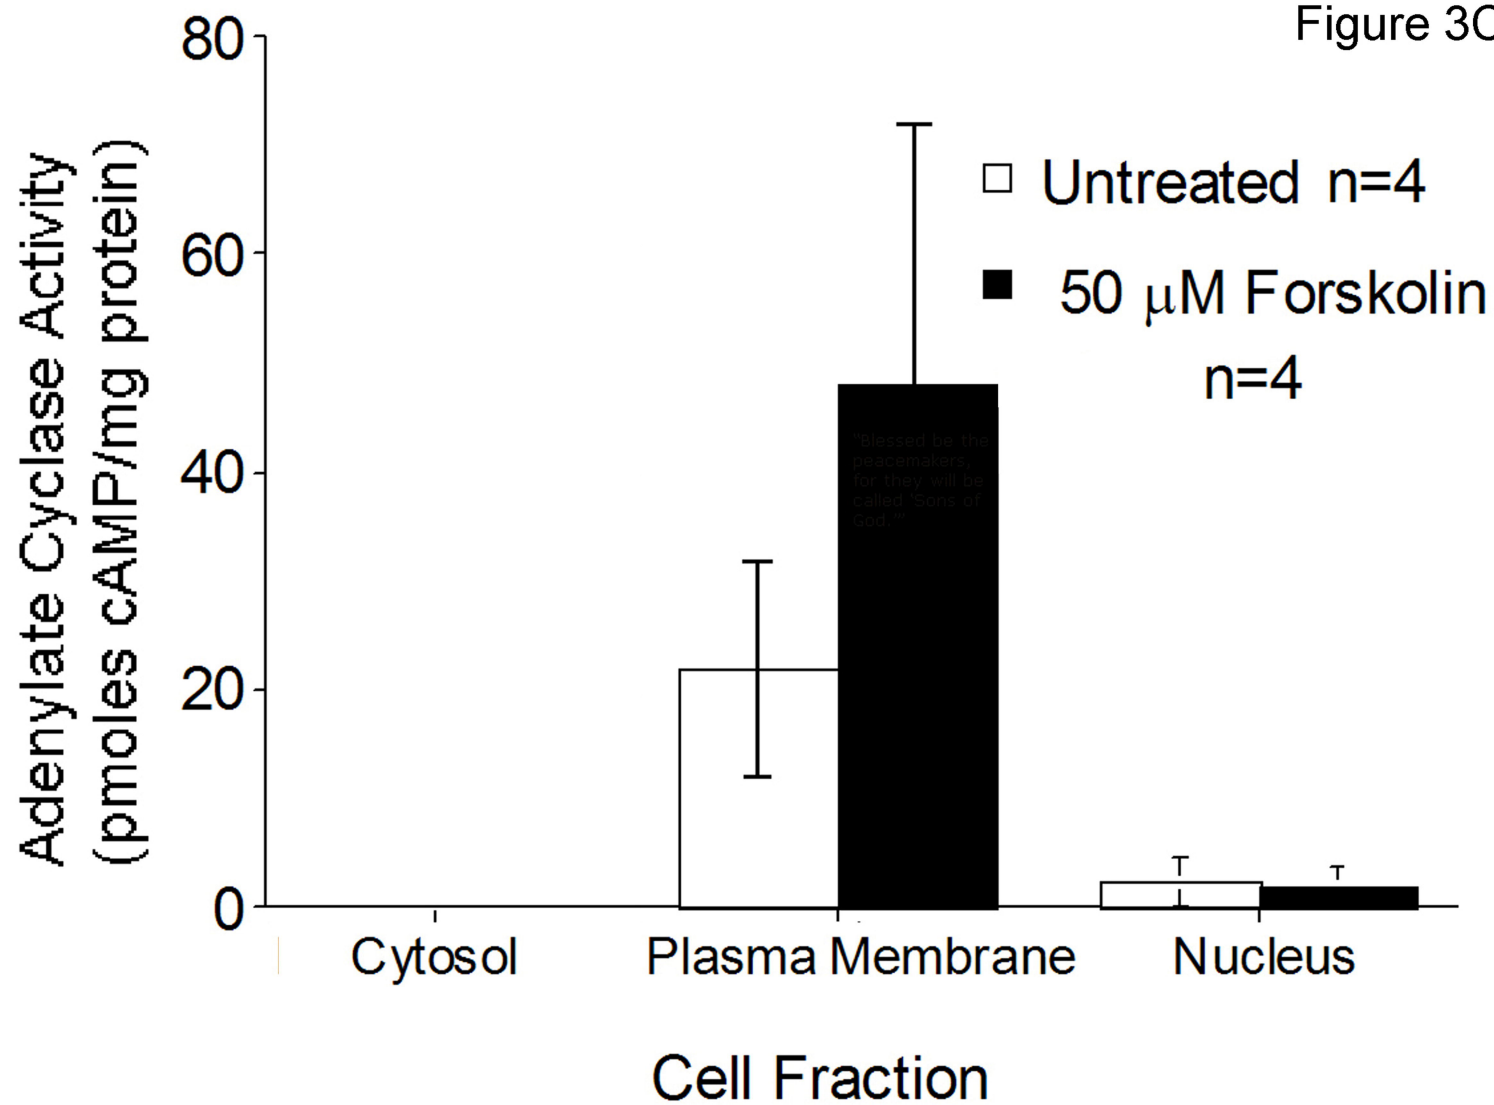 Figure 3C
80
60
40
20
0
Adenylate Cyclase Activity
(pmoles cAMP/mg protein)
Untreated n=4
50 μM Forskolin
n=4
"Blessed be the
peacemakers,
for they will be
called 'Sons of
God.'"
Cytosol
Plasma Membrane
Nucleus
Cell Fraction